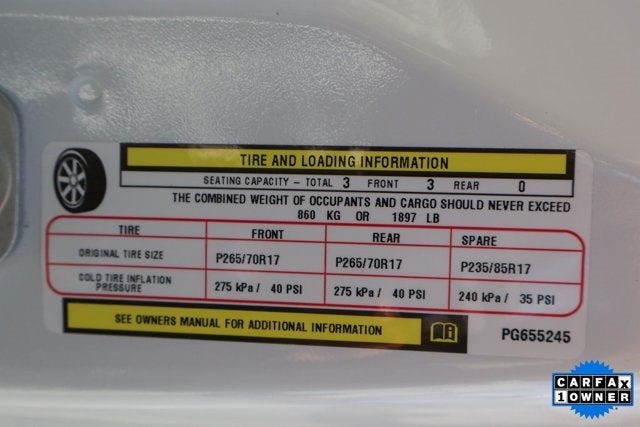 TIRE AND LOADING INFORMATION
SEATING CAPACITY - TOTAL 3 FRONT 3 REAR 0
THE COMBINED WEIGHT OF OCCUPANTS AND CARGO SHOULD NEVER EXCEED
860 KG OR 1897 LB
TIRE FRONT REAR SPARE
ORIGINAL TIRE SIZE P265/70R17 P265/70R17 P235/85R17
COLD TIRE INFLATION
PRESSURE 275 kPa / 40 PSI 275 kPa / 40 PSI 240 kPa / 35 PSI
SEE OWNERS MANUAL FOR ADDITIONAL INFORMATION
PG655245
CARFAX
1 OWNER